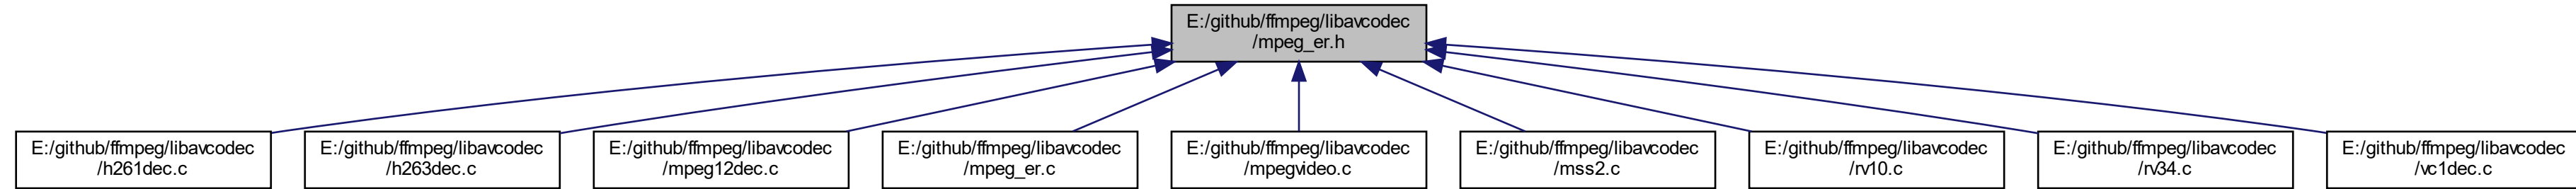 E:/github/ffmpeg/libavcodec
/mpeg_er.h
E:/github/ffmpeg/libavcodec
/h261dec.c
E:/github/ffmpeg/libavcodec
/h263dec.c
E:/github/ffmpeg/libavcodec
/mpeg12dec.c
E:/github/ffmpeg/libavcodec
/mpeg_er.c
E:/github/ffmpeg/libavcodec
/mpegvideo.c
E:/github/ffmpeg/libavcodec
/mss2.c
E:/github/ffmpeg/libavcodec
/rv10.c
E:/github/ffmpeg/libavcodec
/rv34.c
E:/github/ffmpeg/libavcodec
/vc1dec.c